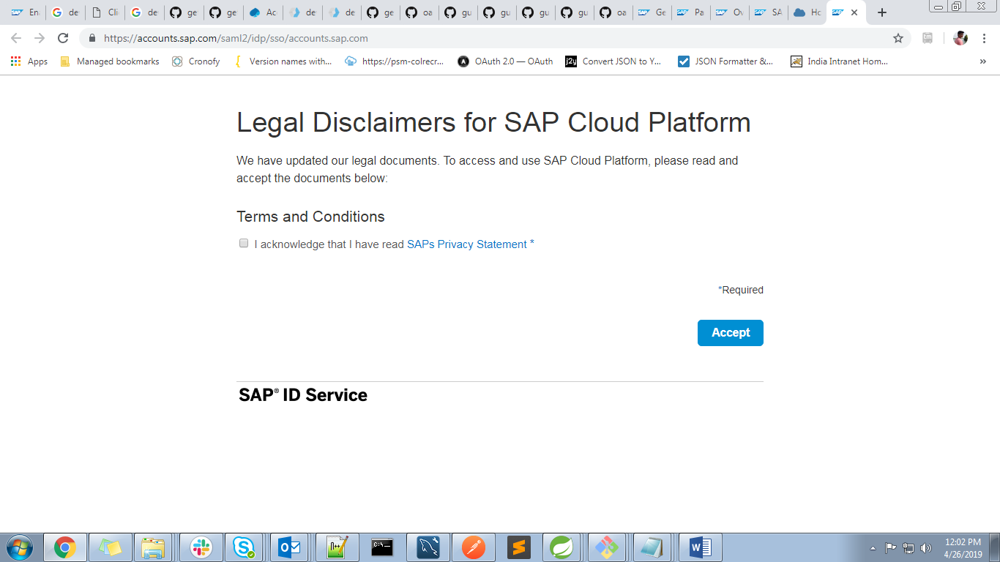 En
de
Cli
de
ge
ge
Ac
de
de
ge
oa
gu
gu
gu
gu
oa
Ge
Pa
Ov
SA
Ho
https://accounts.sap.com/saml2/idp/sso/accounts.sap.com
Apps Managed bookmarks Cronofy Version names with... https://psm-colrecr... OAuth 2.0 — OAuth j2y Convert JSON to Y... JSON Formatter &... India Intranet Hom... »
Legal Disclaimers for SAP Cloud Platform
We have updated our legal documents. To access and use SAP Cloud Platform, please read and
accept the documents below:
Terms and Conditions
I acknowledge that I have read SAPs Privacy Statement *
*Required
Accept
SAP® ID Service
12:02 PM
4/26/2019